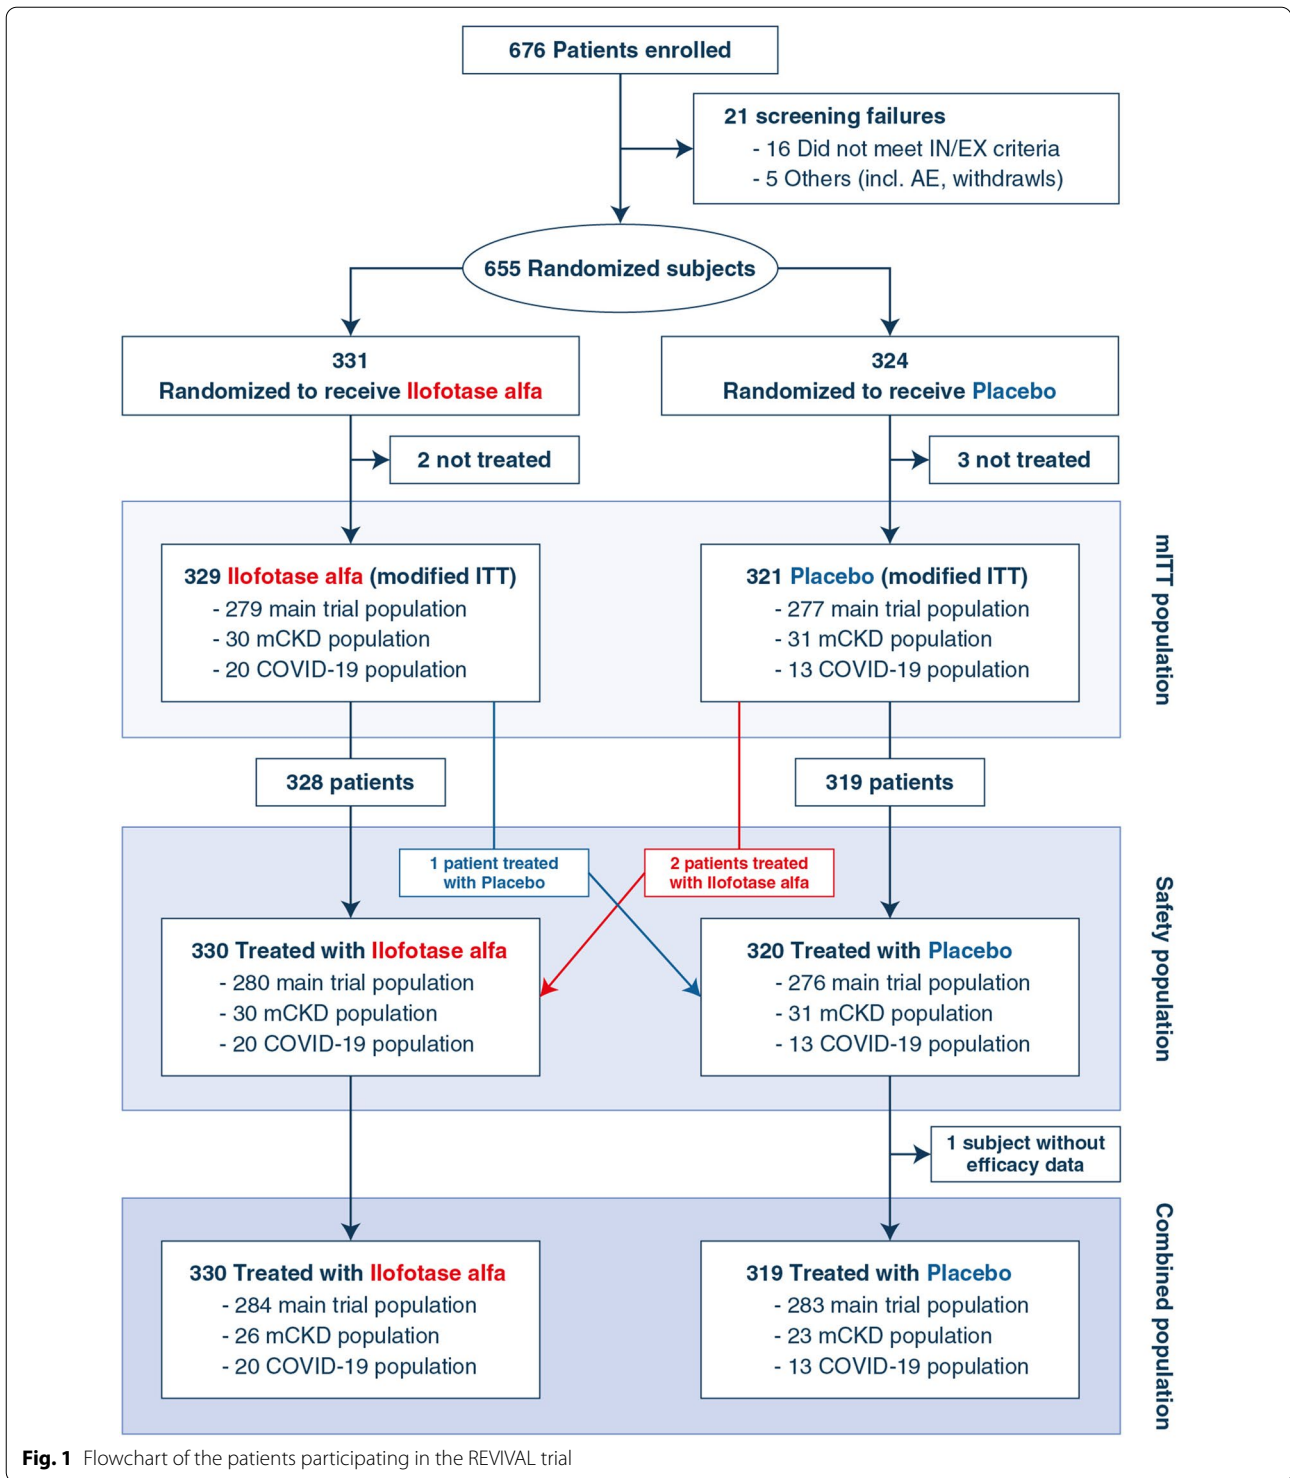 676 Patients enrolled
21 screening failures
- 16 Did not meet IN/EX criteria
- 5 Others (incl. AE, withdrawls)
655 Randomized subjects
331
Randomized to receive Ilofotase alfa
324
Randomized to receive Placebo
2 not treated
3 not treated
mITT population
329 Ilofotase alfa (modified ITT)
- 279 main trial population
- 30 mCKD population
- 20 COVID-19 population
321 Placebo (modified ITT)
- 277 main trial population
- 31 mCKD population
- 13 COVID-19 population
328 patients
319 patients
1 patient treated
with Placebo
2 patients treated
with Ilofotase alfa
Safety population
330 Treated with Ilofotase alfa
- 280 main trial population
- 30 mCKD population
- 20 COVID-19 population
320 Treated with Placebo
- 276 main trial population
- 31 mCKD population
- 13 COVID-19 population
1 subject without
efficacy data
Combined population
330 Treated with Ilofotase alfa
- 284 main trial population
- 26 mCKD population
- 20 COVID-19 population
319 Treated with Placebo
- 283 main trial population
- 23 mCKD population
- 13 COVID-19 population
Fig. 1 Flowchart of the patients participating in the REVIVAL trial